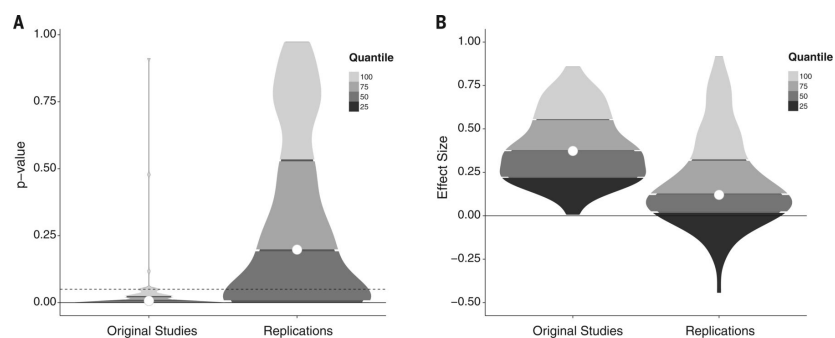 A
1.00
0.75
0.50
0.25
0.00
p-value
Original Studies
Replications
Quantile
100
75
50
25
B
1.00
0.75
0.50
0.25
0.00
−0.25
−0.50
Effect Size
Original Studies
Replications
Quantile
100
75
50
25